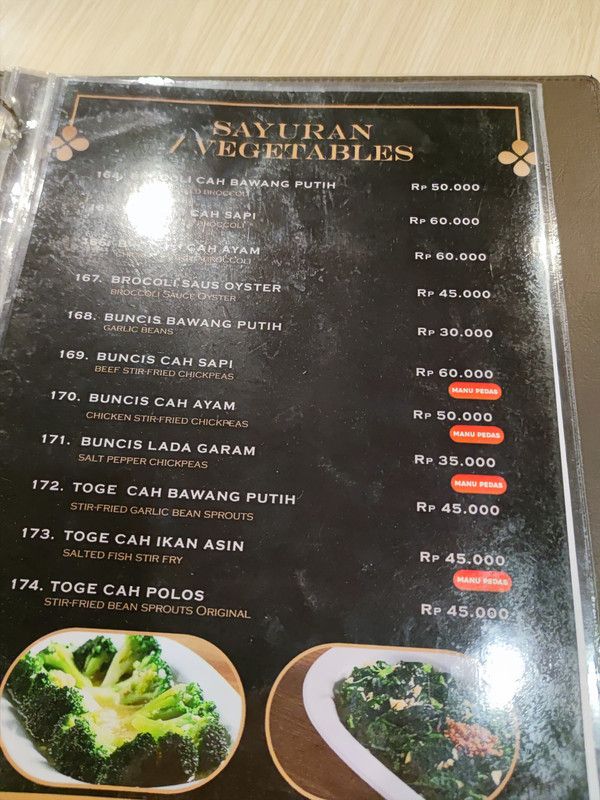 SAYURAN
/ VEGETABLES
164. CAH BAWANG PUTIH Rp 50.000
BROCCOLI
CAH SAPI Rp 60.000
BROCCOLI
CAH AYAM Rp 60.000
BROCCOLI
167. BROCOLI SAUS OYSTER Rp 45.000
BROCCOLI SAUCE OYSTER
168. BUNCIS BAWANG PUTIH Rp 30.000
GARLIC BEANS
169. BUNCIS CAH SAPI Rp 60.000
BEEF STIR-FRIED CHICKPEAS
MANU PEDAS
170. BUNCIS CAH AYAM Rp 50.000
CHICKEN STIR-FRIED CHICKPEAS
MANU PEDAS
171. BUNCIS LADA GARAM Rp 35.000
SALT PEPPER CHICKPEAS
MANU PEDAS
172. TOGE CAH BAWANG PUTIH Rp 45.000
STIR-FRIED GARLIC BEAN SPROUTS
173. TOGE CAH IKAN ASIN Rp 45.000
SALTED FISH STIR FRY
MANU PEDAS
174. TOGE CAH POLOS Rp 45.000
STIR-FRIED BEAN SPROUTS ORIGINAL